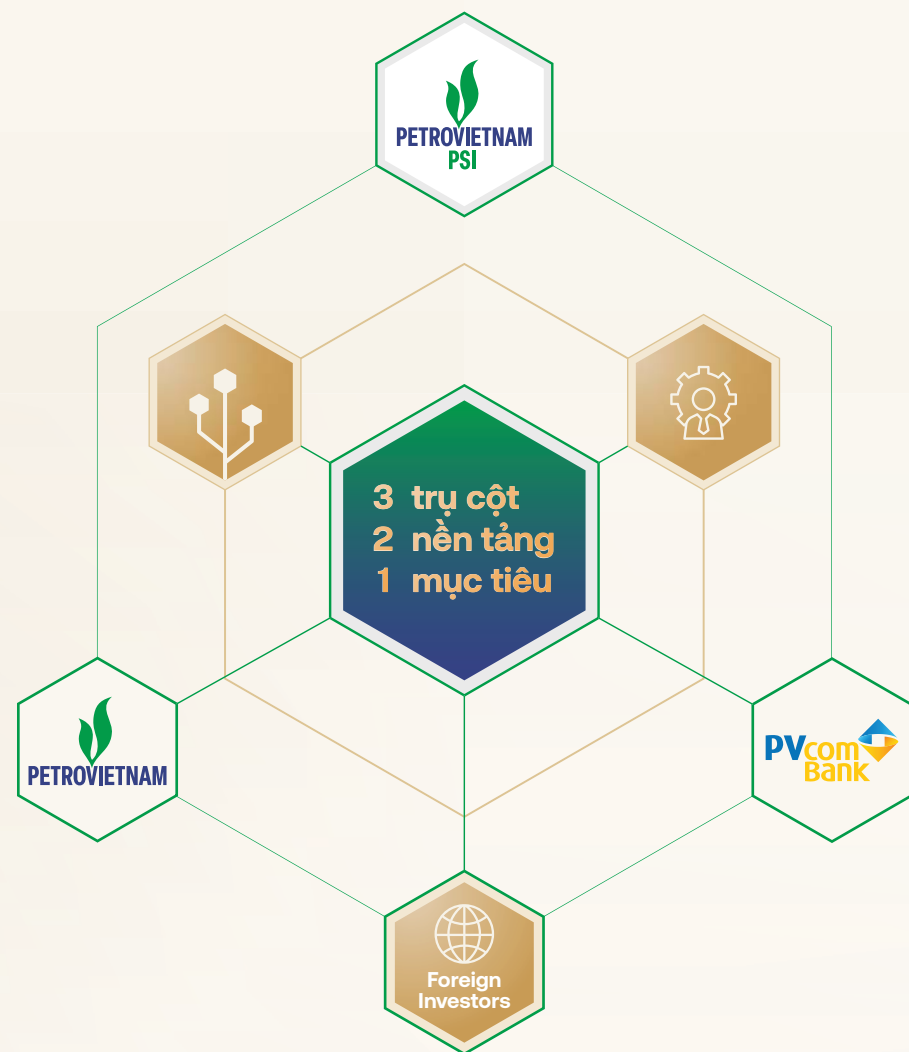 PETROVIETNAM
PSI
3 trụ cột
2 nền tảng
1 mục tiêu
PETROVIETNAM
PVcom
Bank
Foreign
Investors